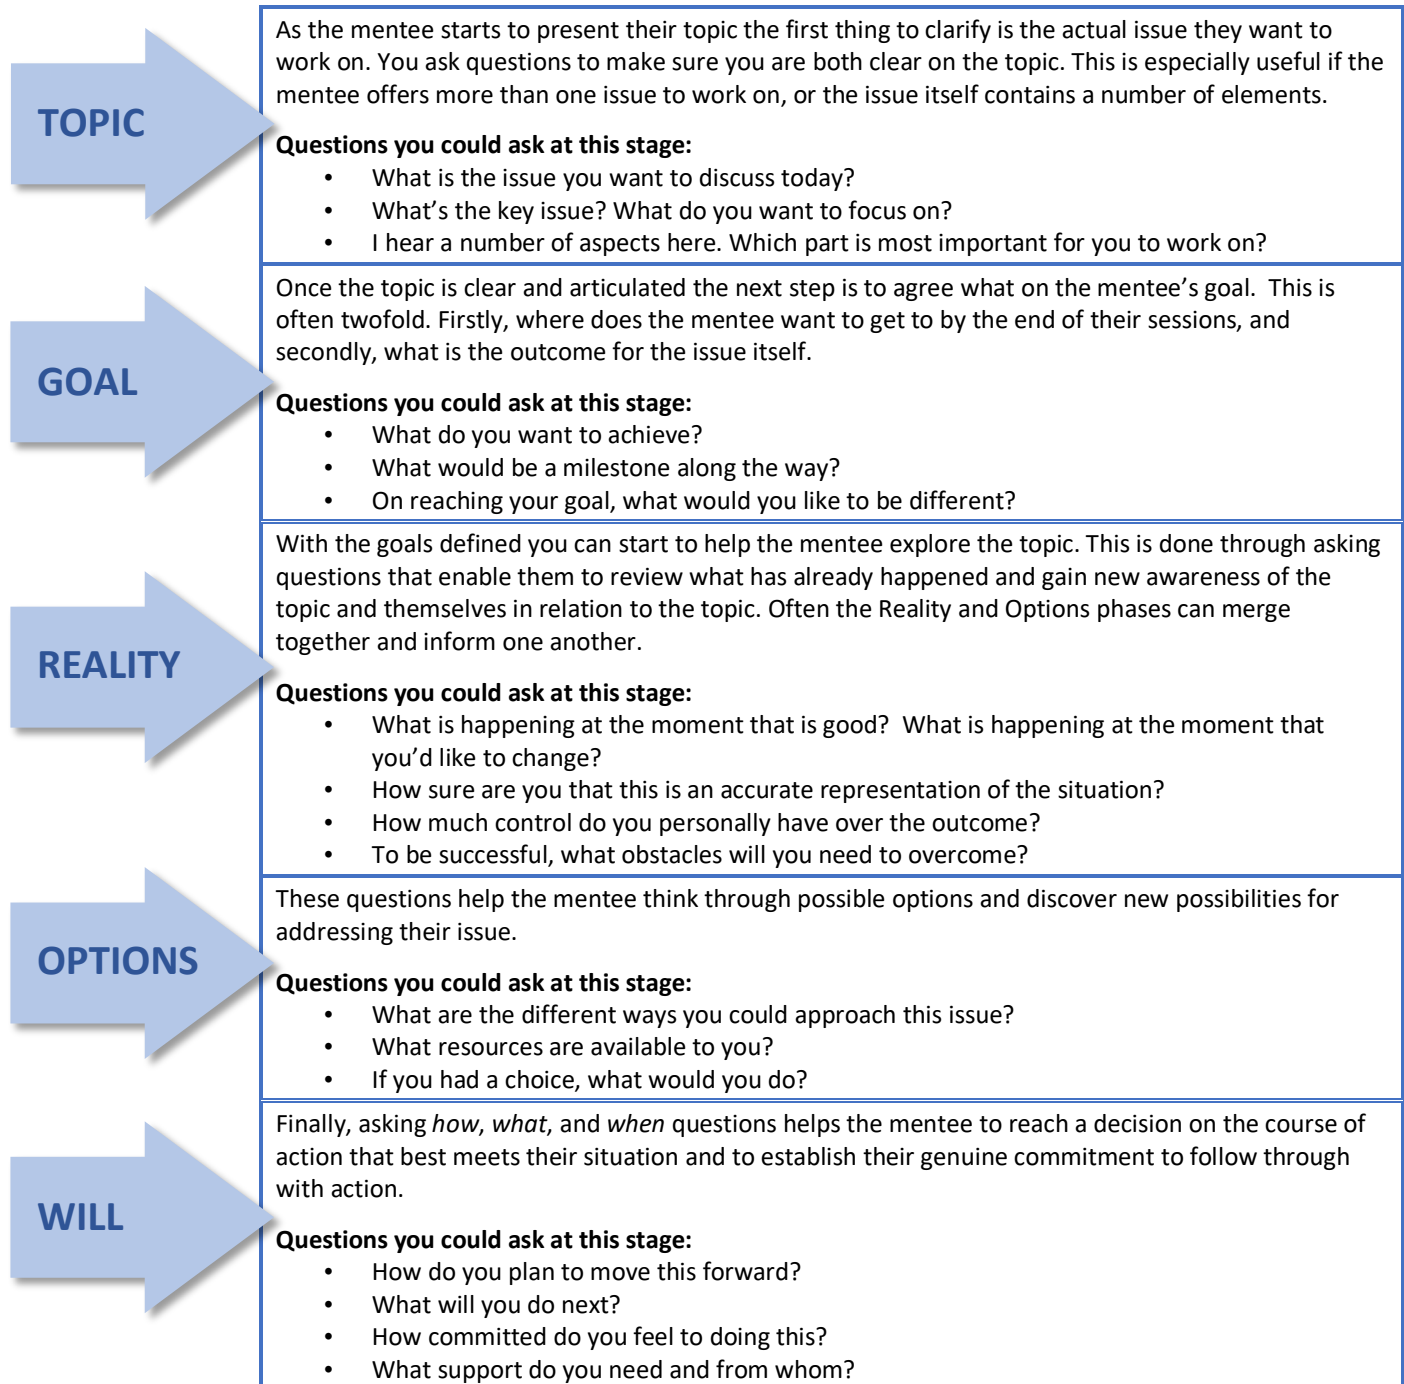 TOPIC
As the mentee starts to present their topic the first thing to clarify is the actual issue they want to
work on. You ask questions to make sure you are both clear on the topic. This is especially useful if the
mentee offers more than one issue to work on, or the issue itself contains a number of elements.
Questions you could ask at this stage:
• What is the issue you want to discuss today?
• What’s the key issue? What do you want to focus on?
• I hear a number of aspects here. Which part is most important for you to work on?
GOAL
Once the topic is clear and articulated the next step is to agree what on the mentee’s goal.  This is
often twofold. Firstly, where does the mentee want to get to by the end of their sessions, and
secondly, what is the outcome for the issue itself.
Questions you could ask at this stage:
• What do you want to achieve?
• What would be a milestone along the way?
• On reaching your goal, what would you like to be different?
REALITY
With the goals defined you can start to help the mentee explore the topic. This is done through asking
questions that enable them to review what has already happened and gain new awareness of the
topic and themselves in relation to the topic. Often the Reality and Options phases can merge
together and inform one another.
Questions you could ask at this stage:
• What is happening at the moment that is good?  What is happening at the moment that
you’d like to change?
• How sure are you that this is an accurate representation of the situation?
• How much control do you personally have over the outcome?
• To be successful, what obstacles will you need to overcome?
OPTIONS
These questions help the mentee think through possible options and discover new possibilities for
addressing their issue.
Questions you could ask at this stage:
• What are the different ways you could approach this issue?
• What resources are available to you?
• If you had a choice, what would you do?
WILL
Finally, asking how, what, and when questions helps the mentee to reach a decision on the course of
action that best meets their situation and to establish their genuine commitment to follow through
with action.
Questions you could ask at this stage:
• How do you plan to move this forward?
• What will you do next?
• How committed do you feel to doing this?
• What support do you need and from whom?